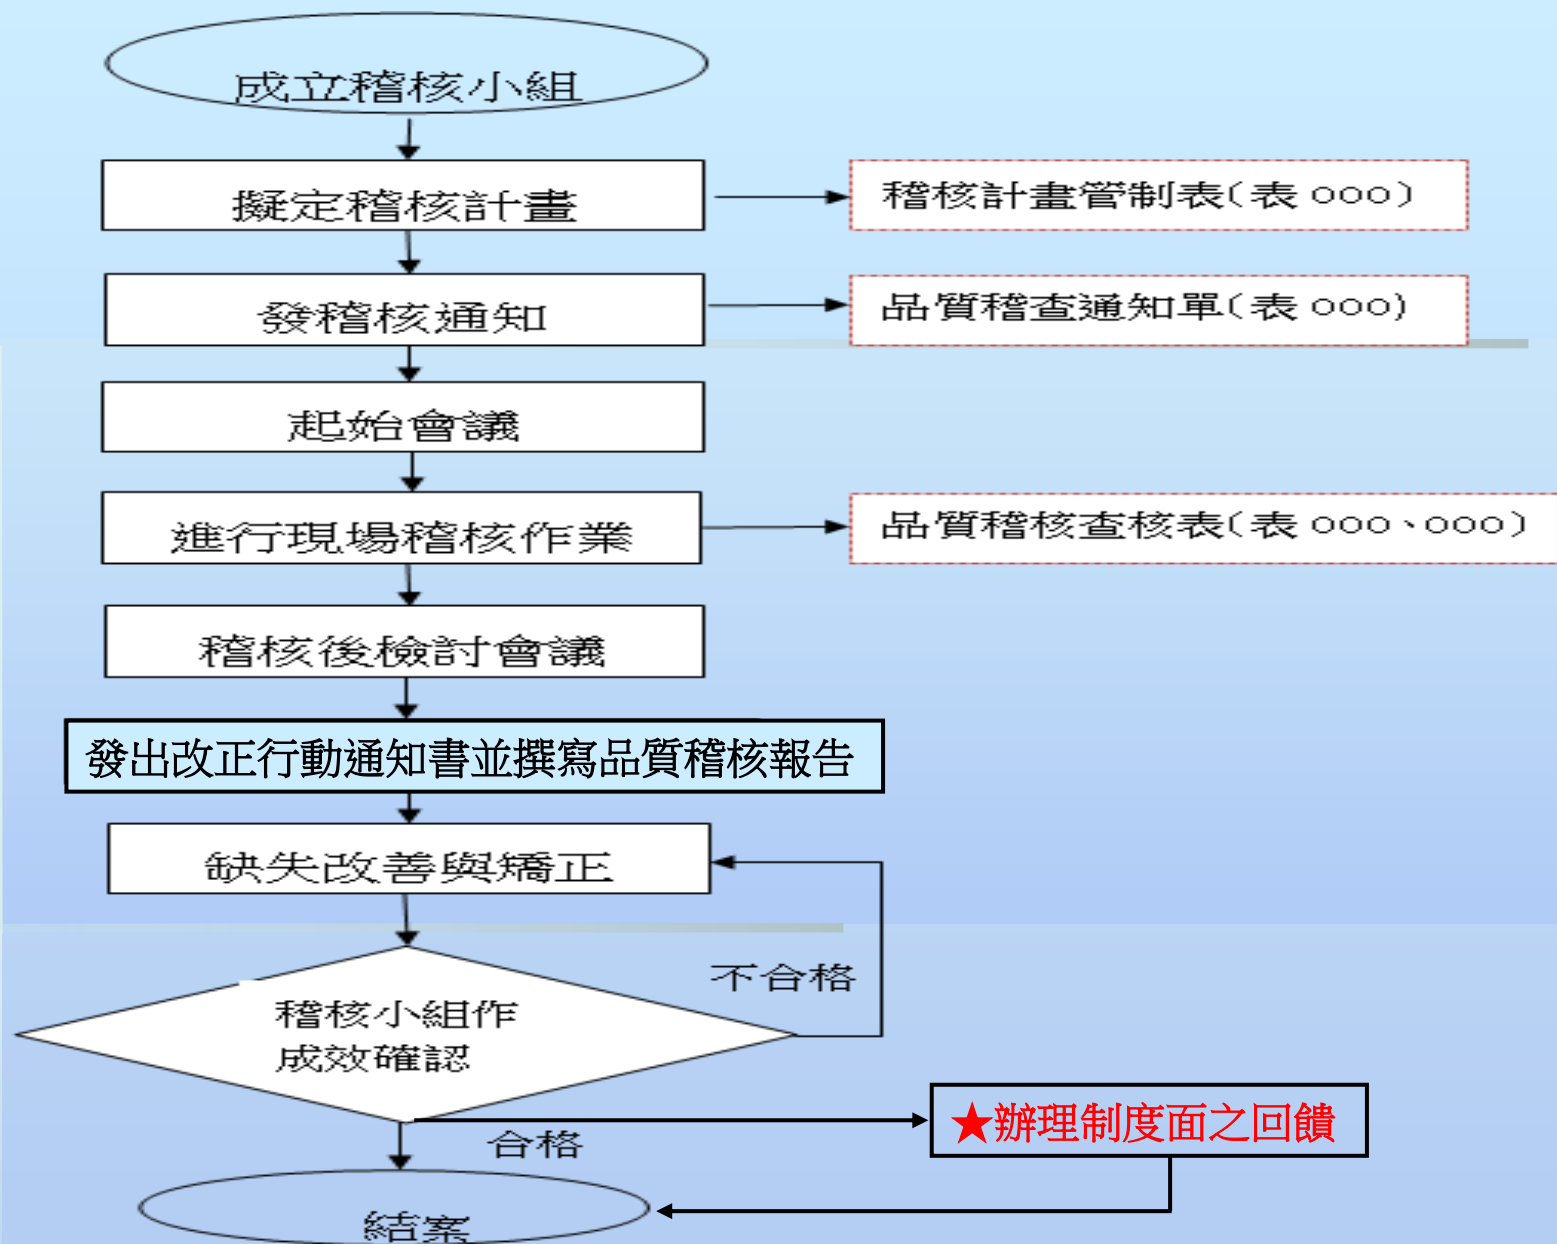 成立稽核小組
擬定稽核計畫
稽核計畫管制表(表 ○○○)
發稽核通知
品質稽查通知單(表 ○○○)
起始會議
進行現場稽核作業
品質稽核查核表(表 ○○○、○○○)
稽核後檢討會議
發出改正行動通知書並撰寫品質稽核報告
缺失改善與矯正
不合格
稽核小組作
成效確認
★辦理制度面之回饋
合格
結案